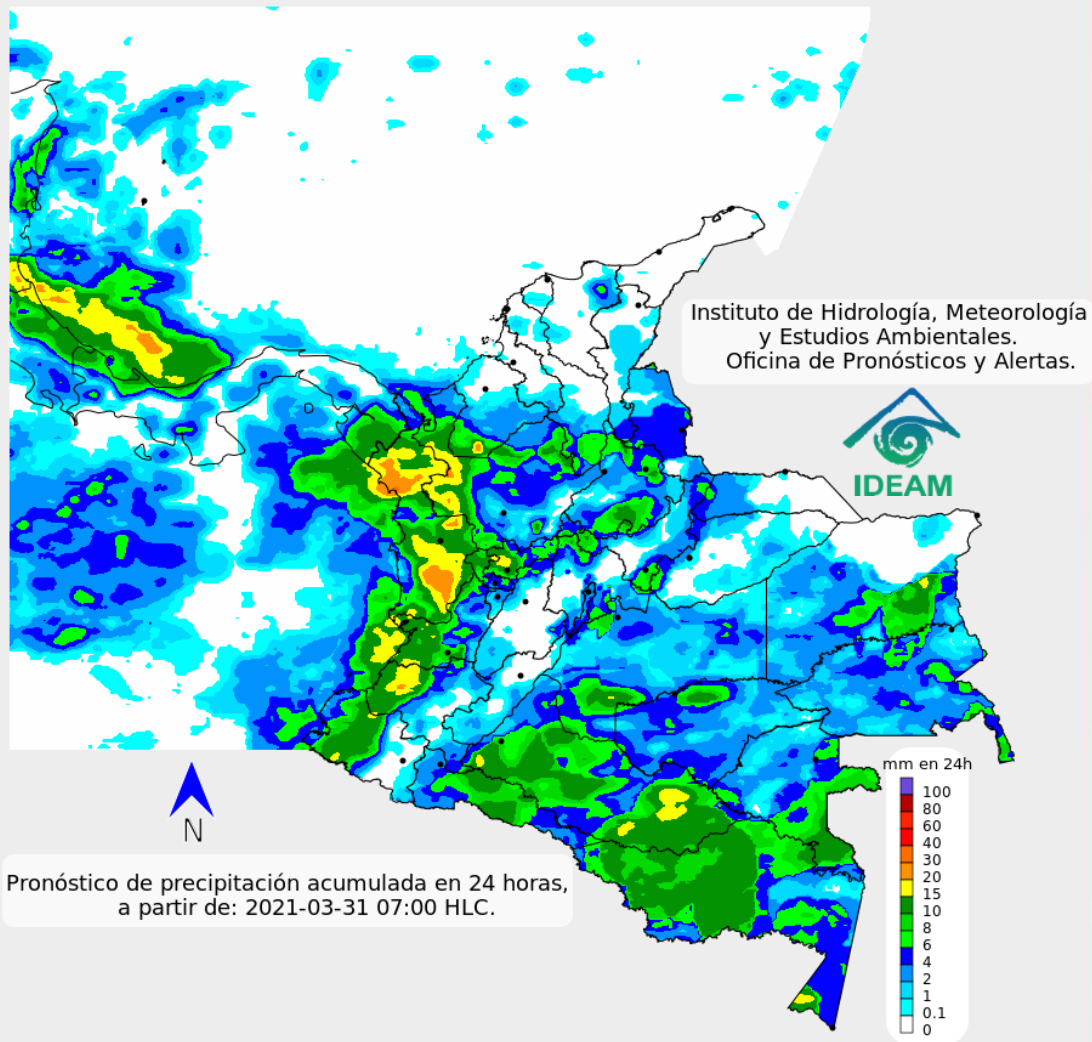 Instituto de Hidrología, Meteorología
y Estudios Ambientales.
Oficina de Pronósticos y Alertas.
IDEAM
mm en 24h
100
80
60
40
30
20
15
10
8
6
4
2
1
0.1
0
N
Pronóstico de precipitación acumulada en 24 horas,
a partir de: 2021-03-31 07:00 HLC.